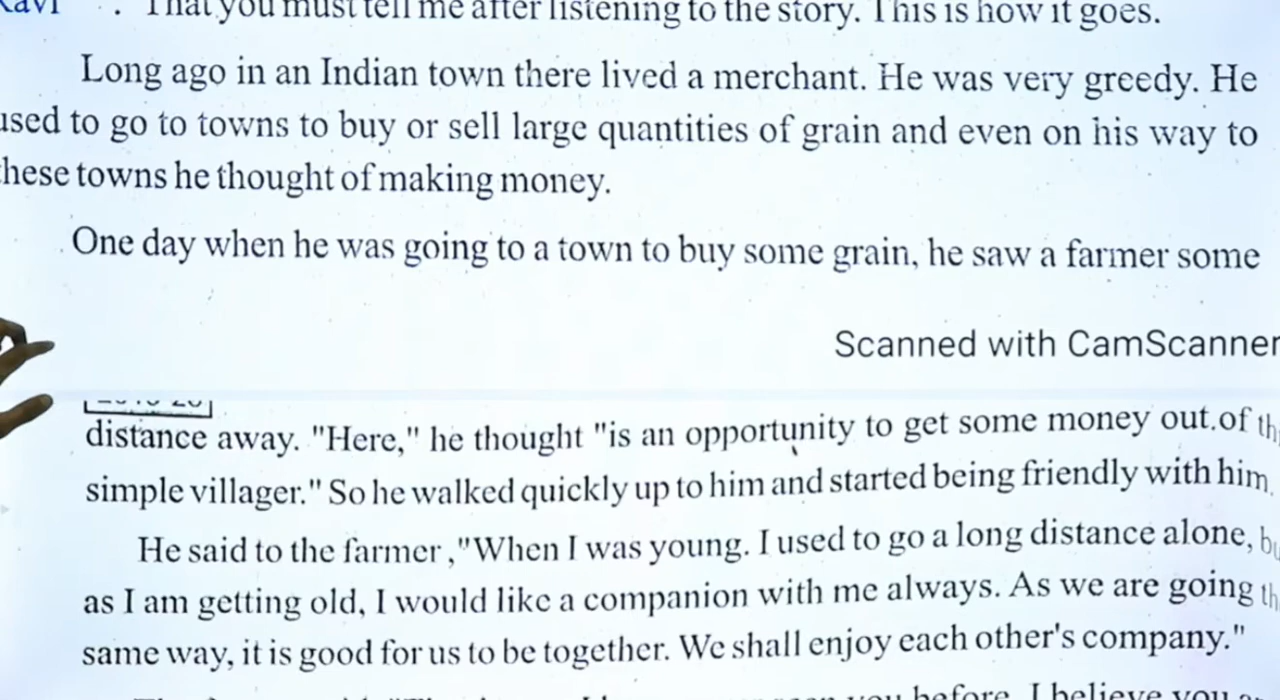 . That you must tell me after listening to the story. This is how it goes.
Long ago in an Indian town there lived a merchant. He was very greedy. He
used to go to towns to buy or sell large quantities of grain and even on his way to
these towns he thought of making money.
One day when he was going to a town to buy some grain, he saw a farmer some
Scanned with CamScanner
distance away. "Here," he thought "is an opportunity to get some money out.of
simple villager." So he walked quickly up to him and started being friendly with him.
He said to the farmer ,"When I was young. I used to go a long distance alone,
as I am getting old, I would like a companion with me always. As we are going
same way, it is good for us to be together. We shall enjoy each other's company."
you before. I believe you